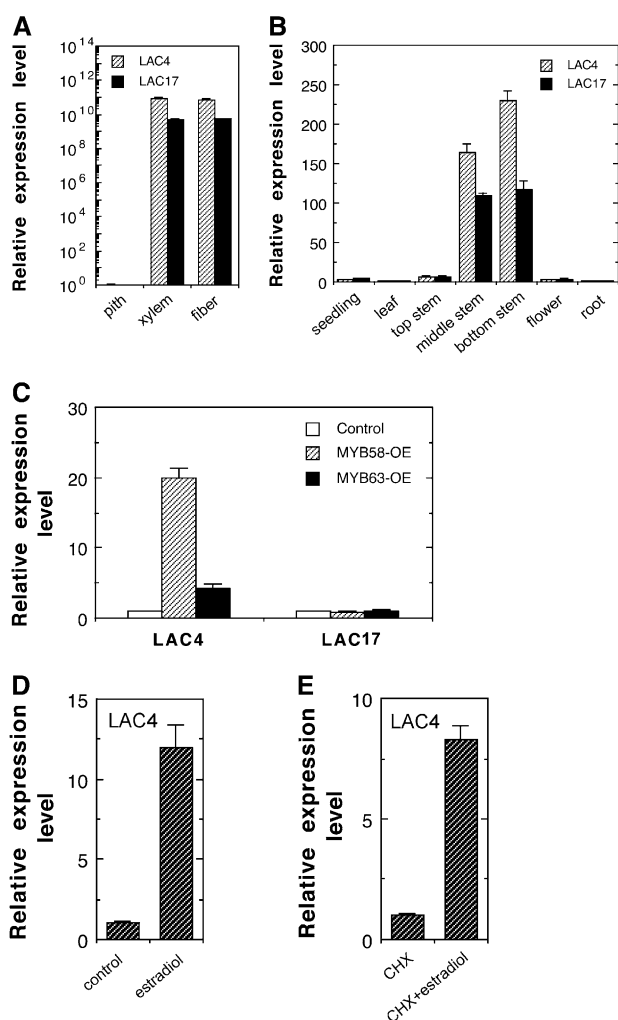 A
Relative expression level
10^14
10^12
10^10
10^8
10^6
10^4
10^2
10^0
LAC4
LAC17
pith
xylem
fiber
B
Relative expression level
300
250
200
150
100
50
0
LAC4
LAC17
seedling
leaf
top stem
middle stem
bottom stem
flower
root
C
Relative expression
level
30
20
10
0
Control
MYB58-OE
MYB63-OE
LAC4
LAC17
D
Relative expression
level
15
12
9
6
3
0
LAC4
control
estradiol
E
Relative expression
level
10
5
0
LAC4
CHX
CHX+estradiol